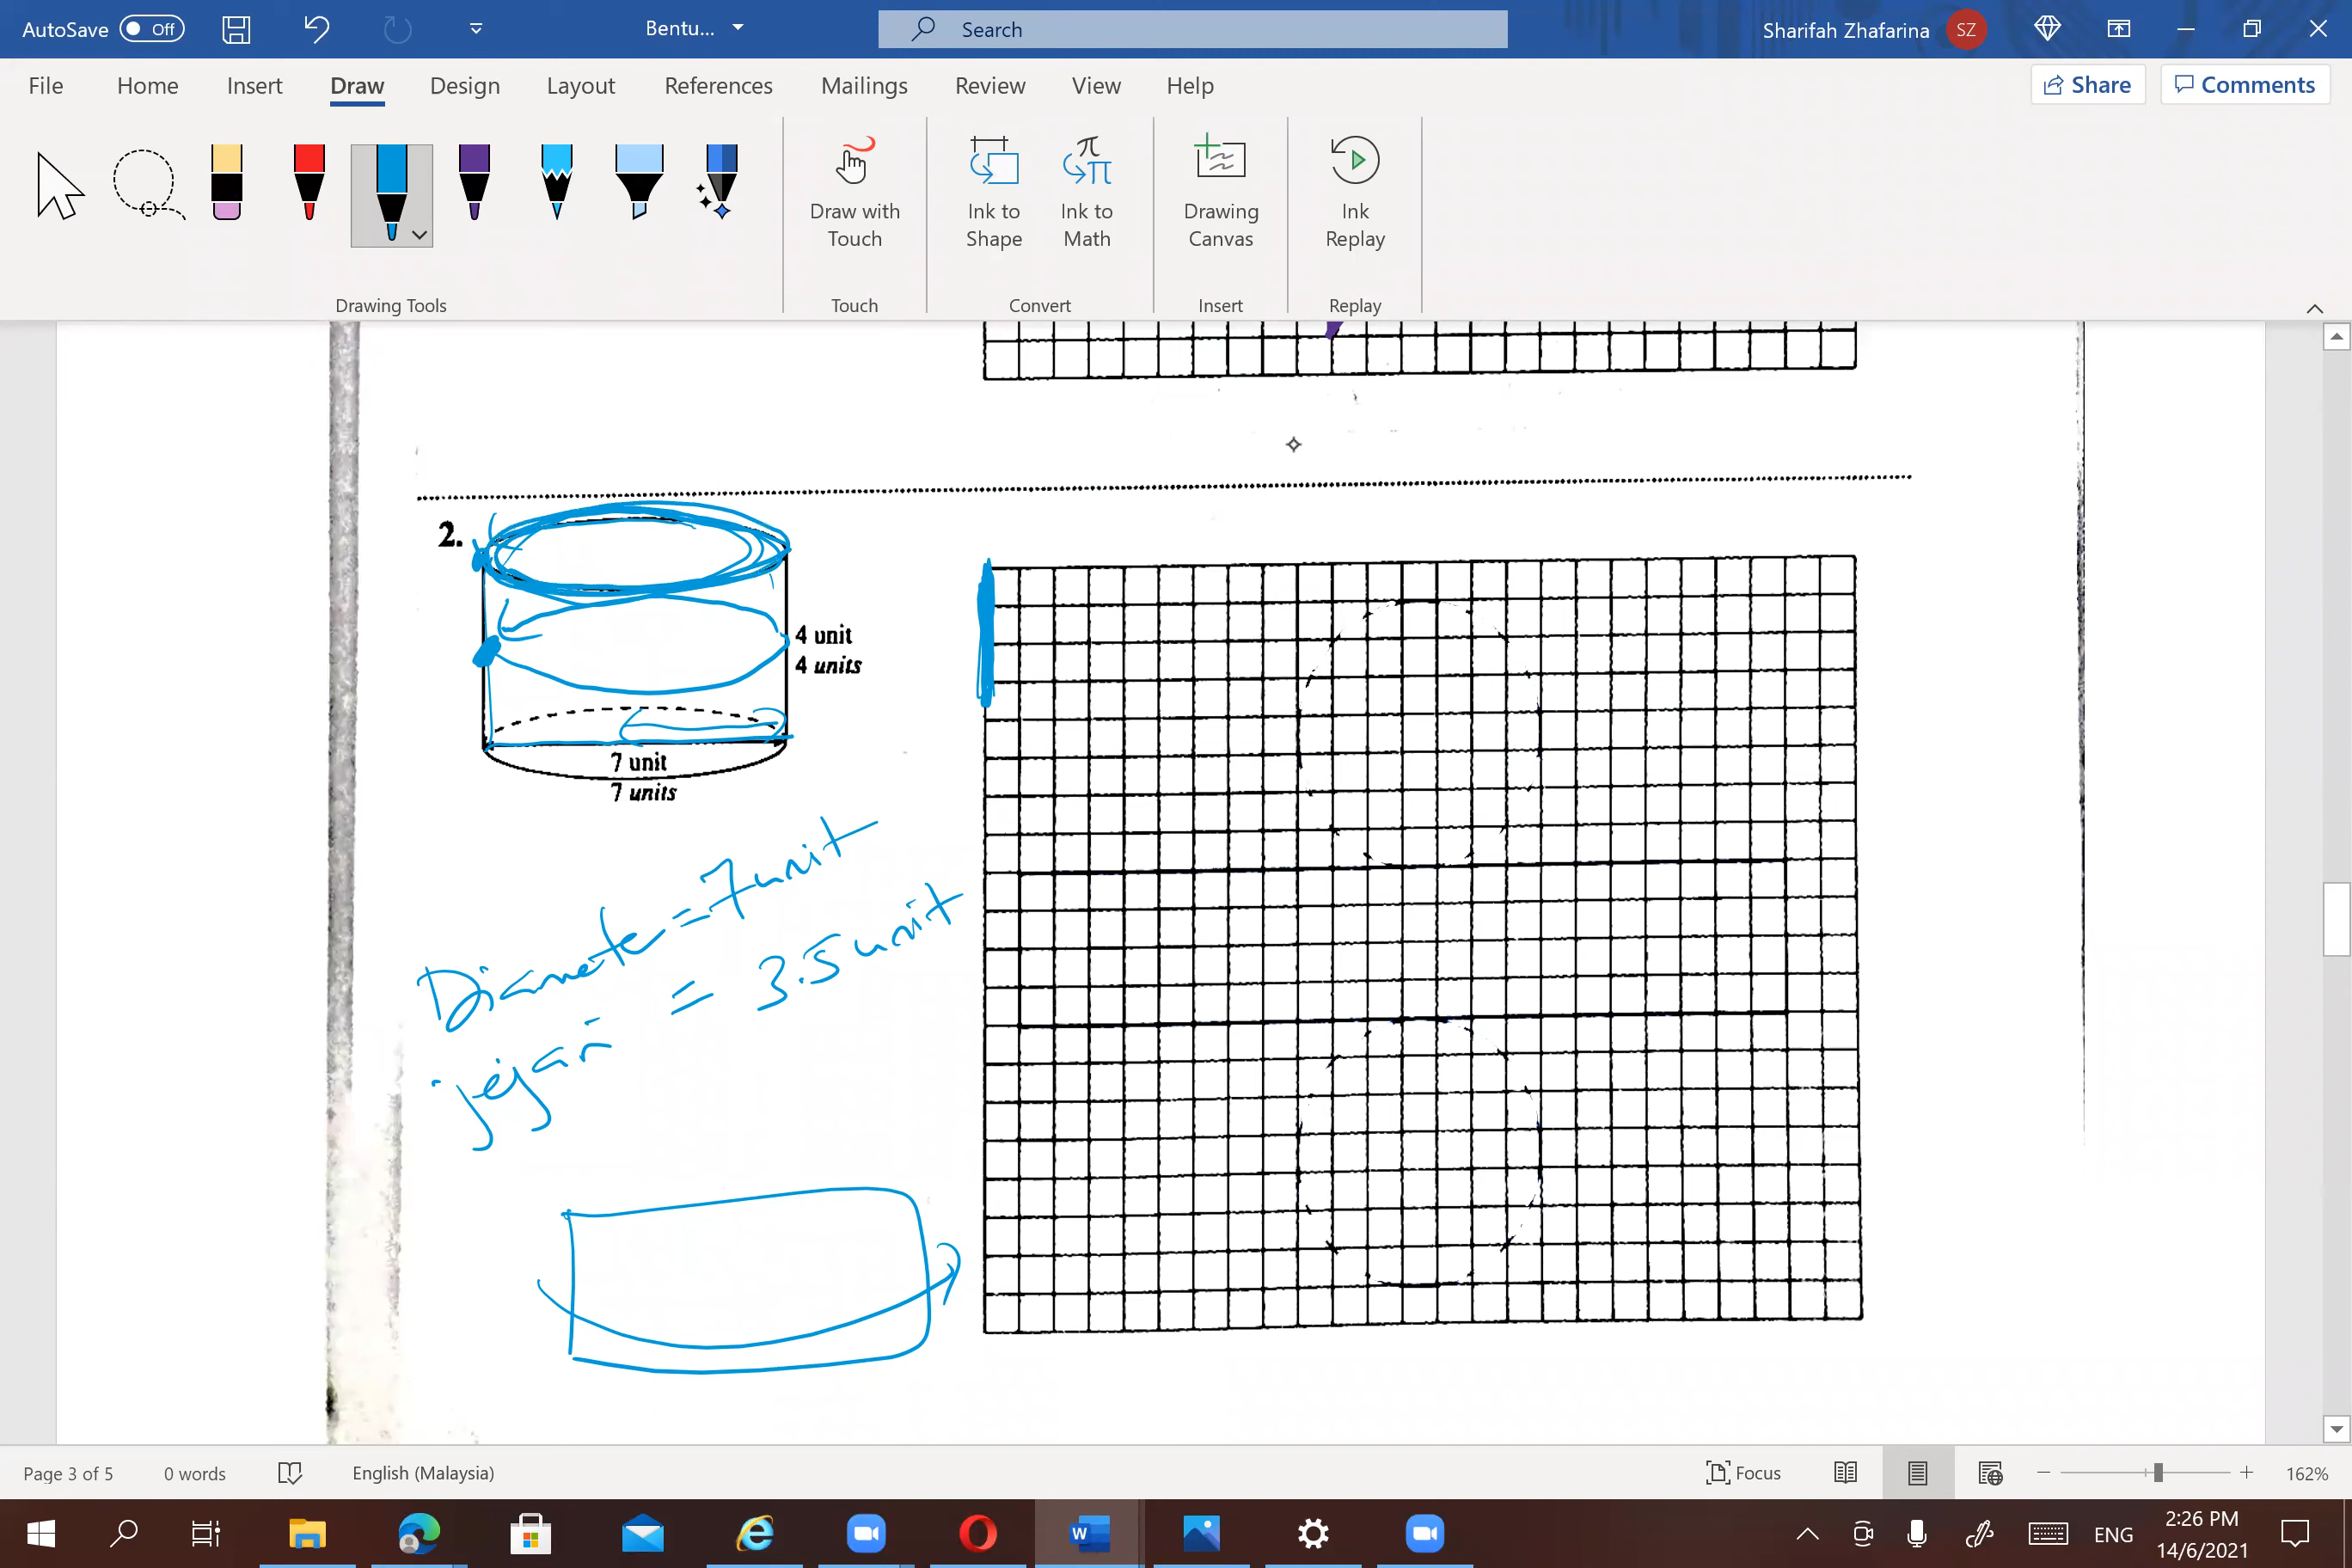 AutoSave Off Bentu... Search Sharifah Zhafarina SZ
File Home Insert Draw Design Layout References Mailings Review View Help Share Comments
Draw with Touch
Ink to Shape
Ink to Math
Drawing Canvas
Ink Replay
Drawing Tools Touch Convert Insert Replay
2.
4 unit
4 units
7 unit
7 units
Diamete = 7 unit
jejari = 3.5 unit
Page 3 of 5 0 words English (Malaysia) Focus 162%
ENG
2:26 PM
14/6/2021